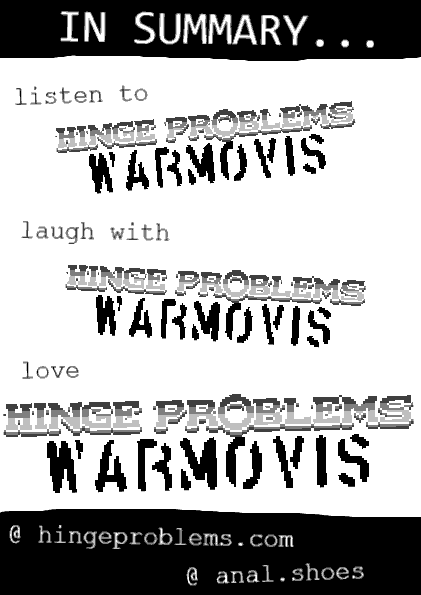 IN SUMMARY...
listen to
HINGE PROBLEMS
WARMOVIS
laugh with
HINGE PROBLEMS
WARMOVIS
love
HINGE PROBLEMS
WARMOVIS
@ hingeproblems.com
@ anal.shoes